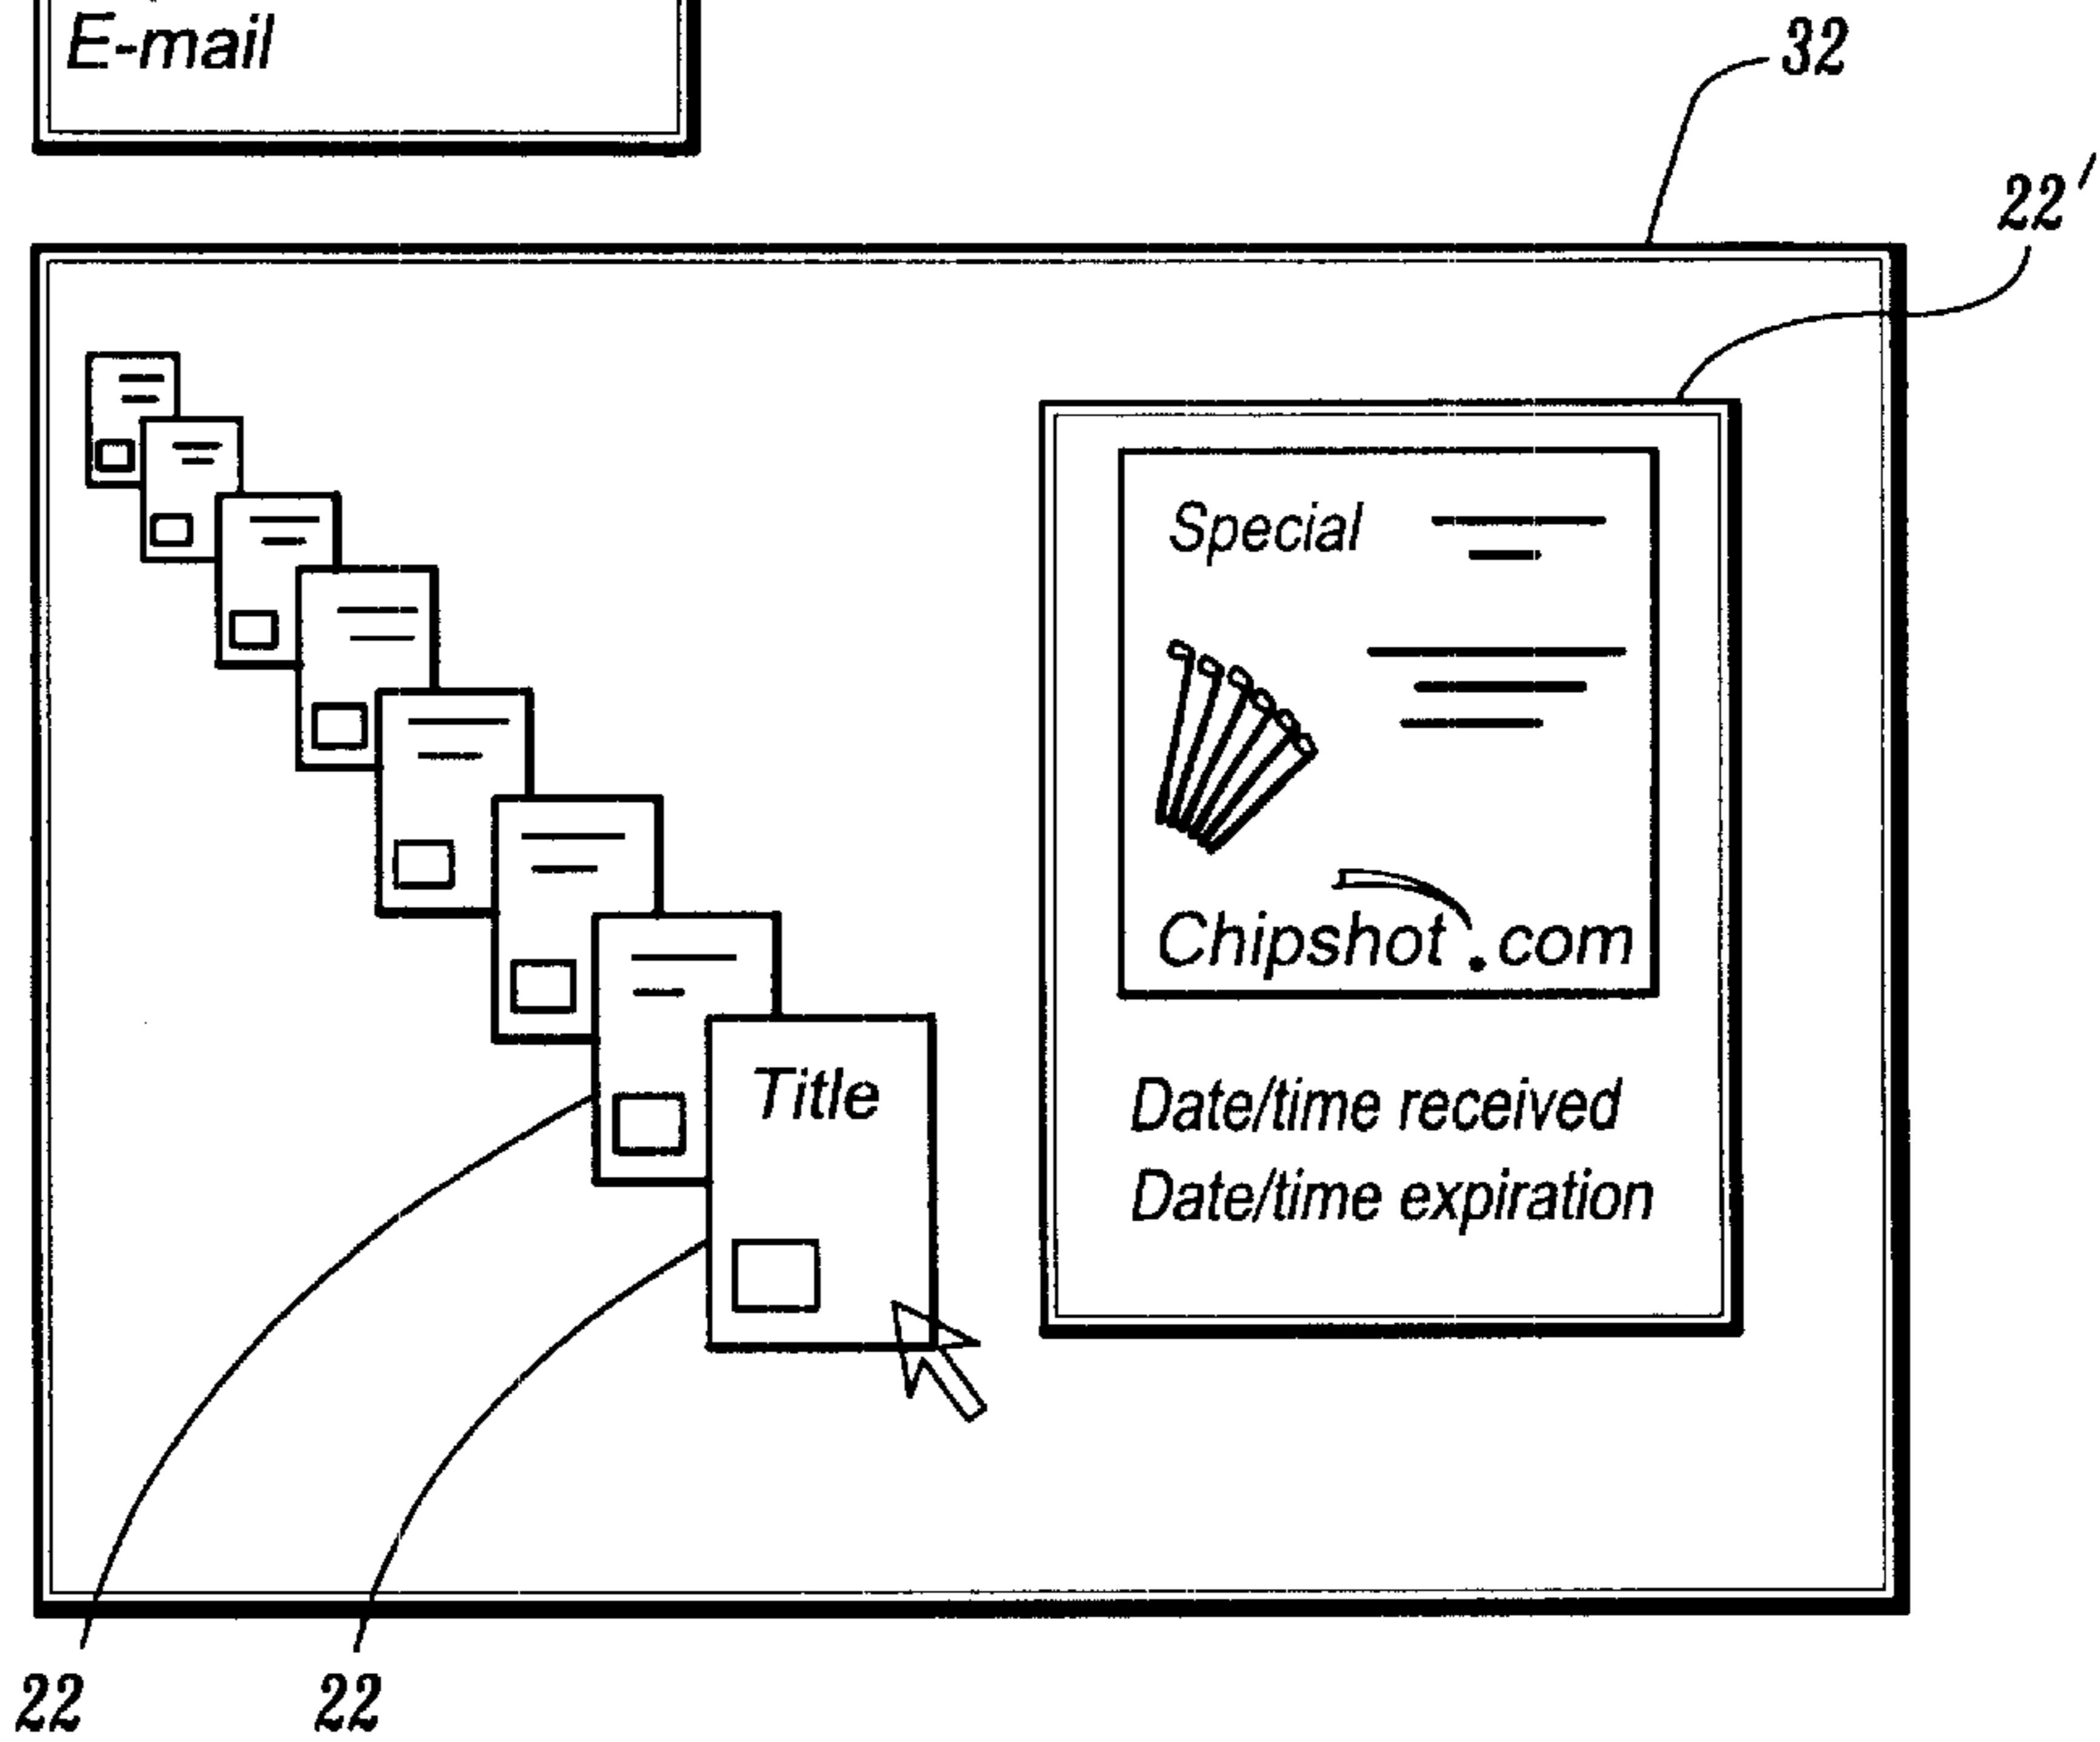 E-mail
32
22'
Special
Chipshot.com
Title
Date/time received
Date/time expiration
22
22